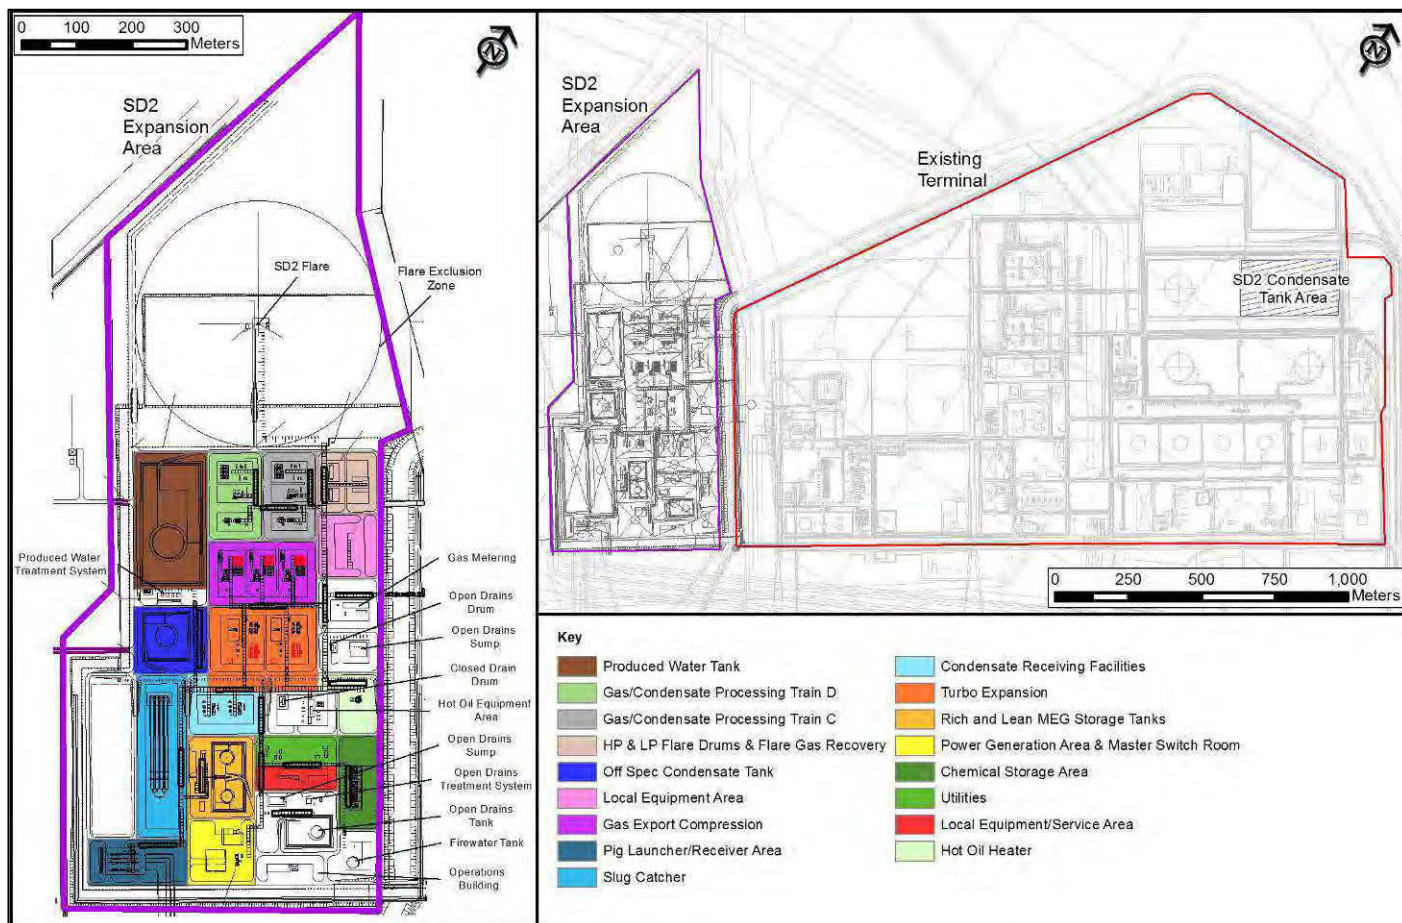 0 100 200 300
Meters
N
SD2
Expansion
Area
SD2 Flare
Flare Exclusion
Zone
Produced Water
Treatment System
Gas Metering
Open Drains
Drum
Open Drains
Sump
Closed Drain
Drum
Hot Oil Equipment
Area
Open Drains
Sump
Open Drains
Treatment System
Open Drains
Tank
Firewater Tank
Operations
Building
SD2
Expansion
Area
N
Existing
Terminal
SD2 Condensate
Tank Area
0 250 500 750 1,000
Meters
Key
Produced Water Tank
Gas/Condensate Processing Train D
Gas/Condensate Processing Train C
HP & LP Flare Drums & Flare Gas Recovery
Off Spec Condensate Tank
Local Equipment Area
Gas Export Compression
Pig Launcher/Receiver Area
Slug Catcher
Condensate Receiving Facilities
Turbo Expansion
Rich and Lean MEG Storage Tanks
Power Generation Area & Master Switch Room
Chemical Storage Area
Utilities
Local Equipment/Service Area
Hot Oil Heater